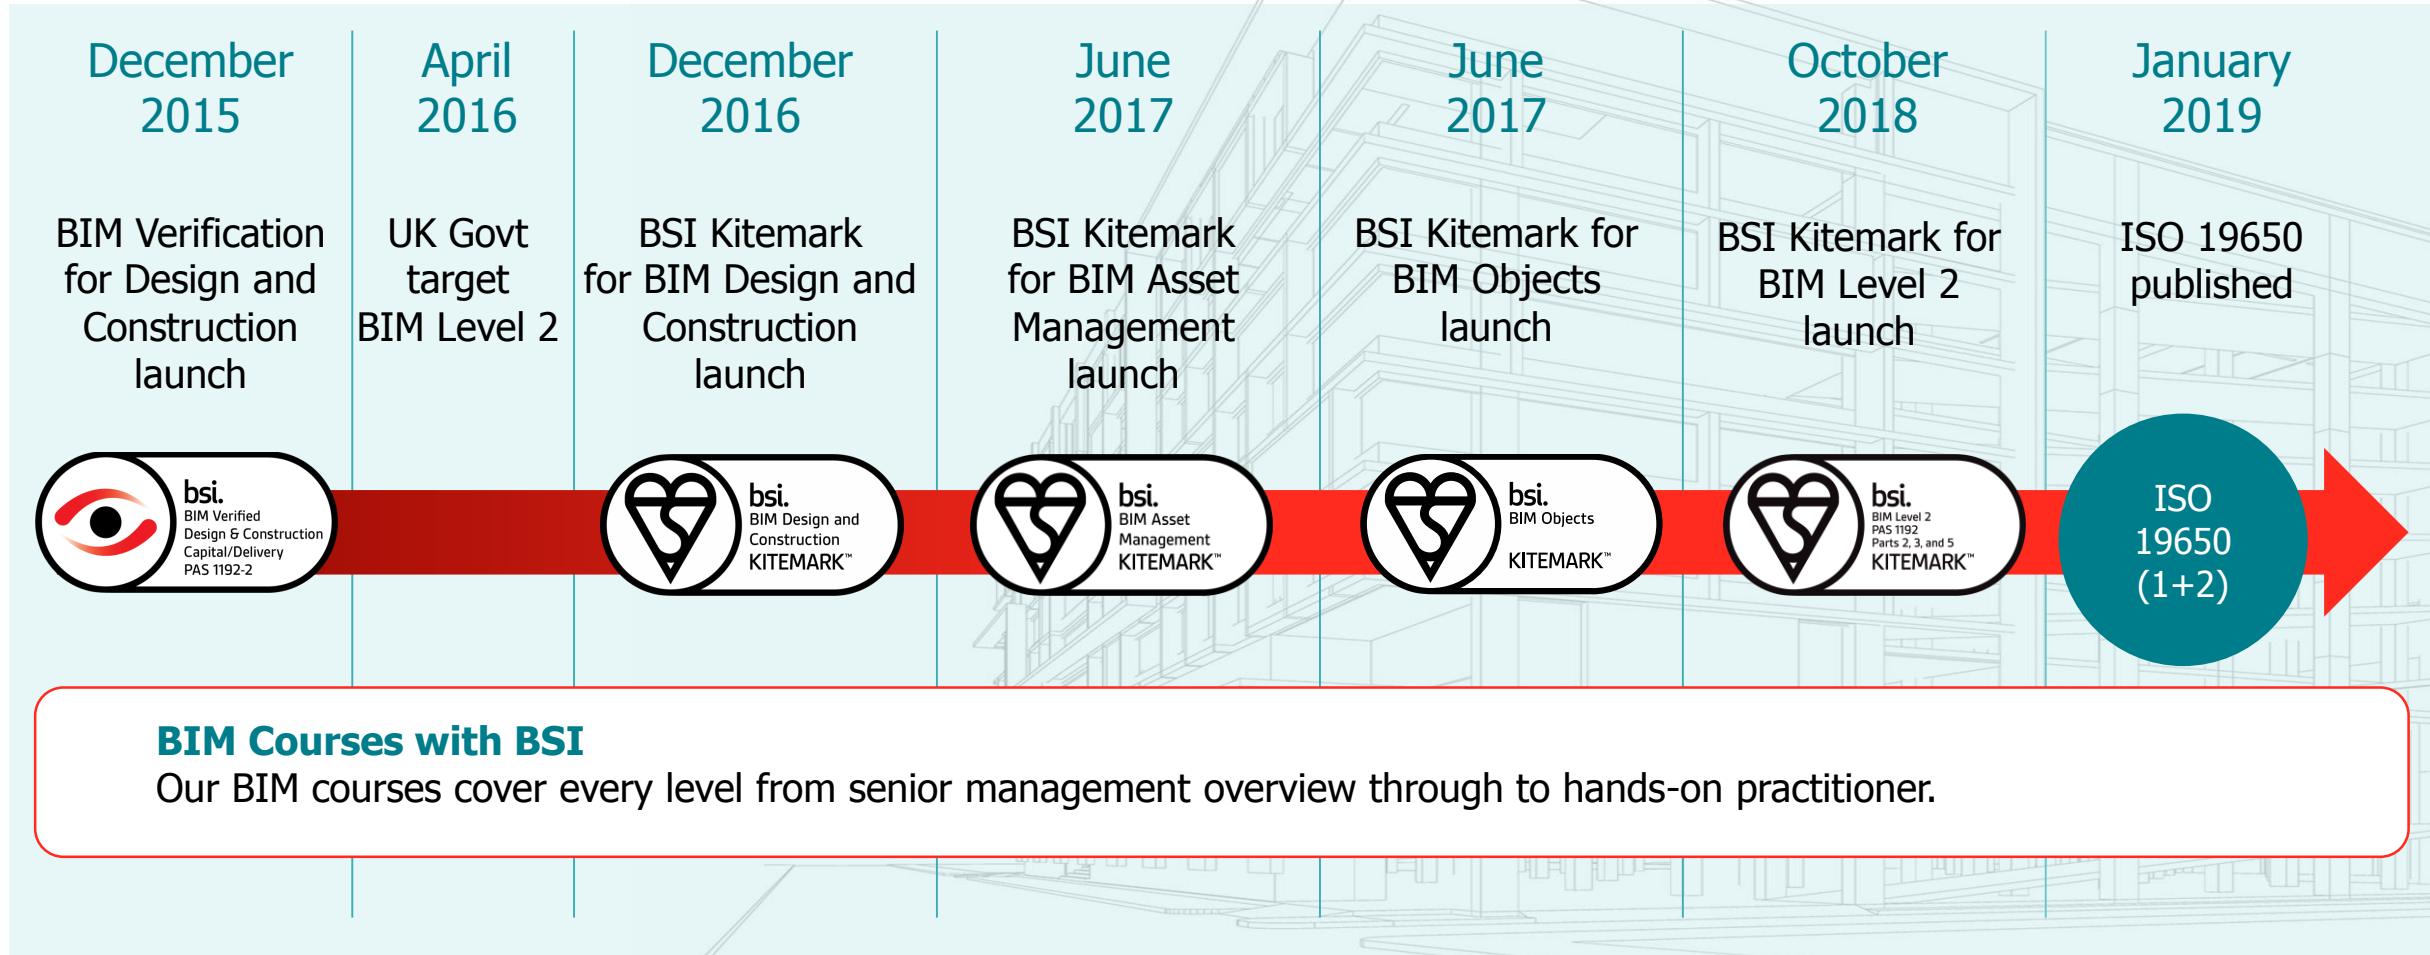 December
2015
BIM Verification
for Design and
Construction
launch
April
2016
UK Govt
target
BIM Level 2
December
2016
BSI Kitemark
for BIM Design and
Construction
launch
June
2017
BSI Kitemark
for BIM Asset
Management
launch
June
2017
BSI Kitemark for
BIM Objects
launch
October
2018
BSI Kitemark for
BIM Level 2
launch
January
2019
ISO 19650
published
bsi.
BIM Verified
Design & Construction
Capital/Delivery
PAS 1192-2
bsi.
BIM Design and
Construction
KITEMARK™
bsi.
BIM Asset
Management
KITEMARK™
bsi.
BIM Objects
KITEMARK™
bsi.
BIM Level 2
PAS 1192
Parts 2, 3, and 5
KITEMARK™
ISO
19650
(1+2)
BIM Courses with BSI
Our BIM courses cover every level from senior management overview through to hands-on practitioner.